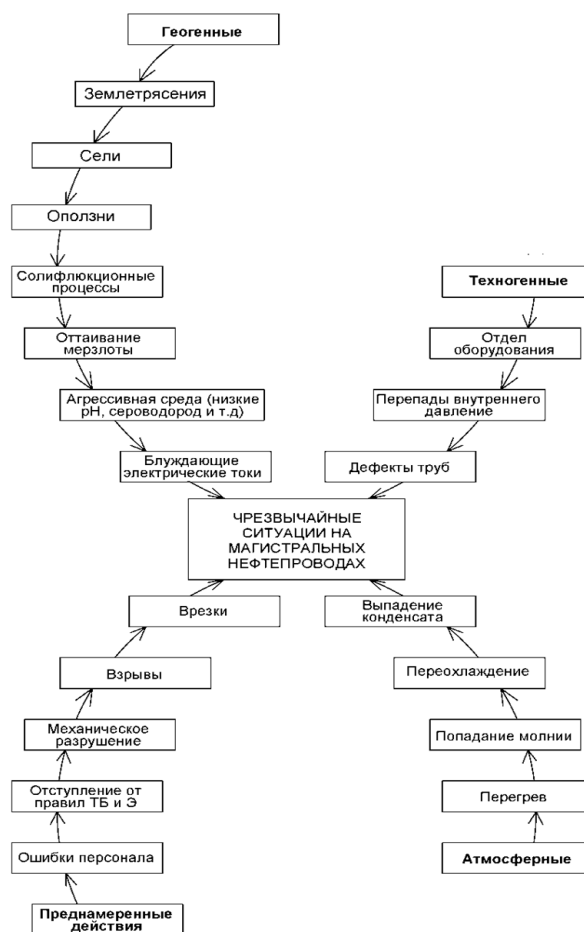 Геогенные
Землетрясения
Сели
Оползни
Солифлюкционные
процессы
Оттаивание
мерзлоты
Агрессивная среда (низкие
pH, сероводород и т.д)
Блуждающие
электрические токи
Техногенные
Отдел
оборудования
Перепады внутреннего
давление
Дефекты труб
ЧРЕЗВЫЧАЙНЫЕ
СИТУАЦИИ НА
МАГИСТРАЛЬНЫХ
НЕФТЕПРОВОДАХ
Врезки
Взрывы
Механическое
разрушение
Отступление от
правил ТБ и Э
Ошибки персонала
Преднамеренные
действия
Выпадение
конденсата
Переохлаждение
Попадание молнии
Перегрев
Атмосферные